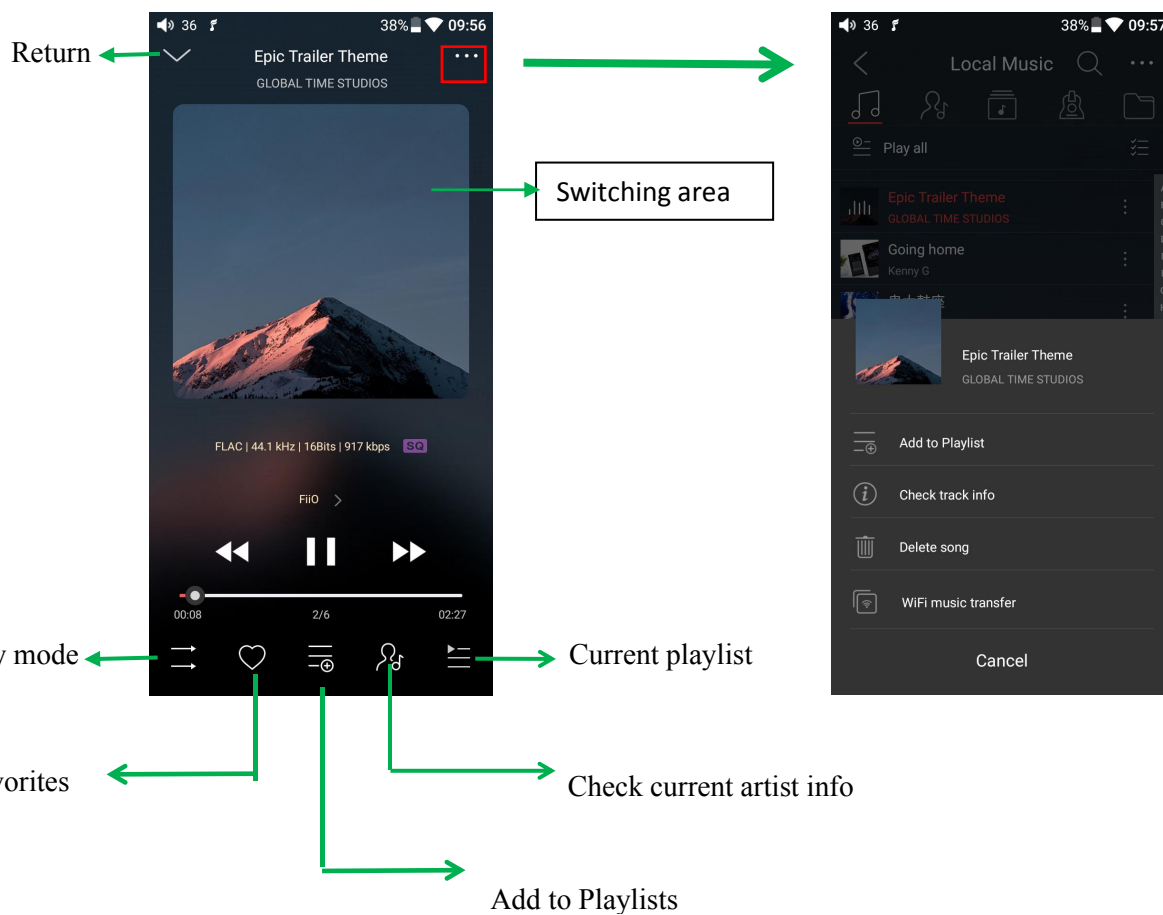 36 38% 09:56
Return
Epic Trailer Theme
GLOBAL TIME STUDIOS
Switching area
FLAC | 44.1 kHz | 16Bits | 917 kbps SQ
FiiO
00:08 2/6 02:27
mode
Current playlist
vorites
Check current artist info
Add to Playlists
36 38% 09:57
Local Music
Play all
Epic Trailer Theme
GLOBAL TIME STUDIOS
Going home
Kenny G
Epic Trailer Theme
GLOBAL TIME STUDIOS
Add to Playlist
Check track info
Delete song
WiFi music transfer
Cancel